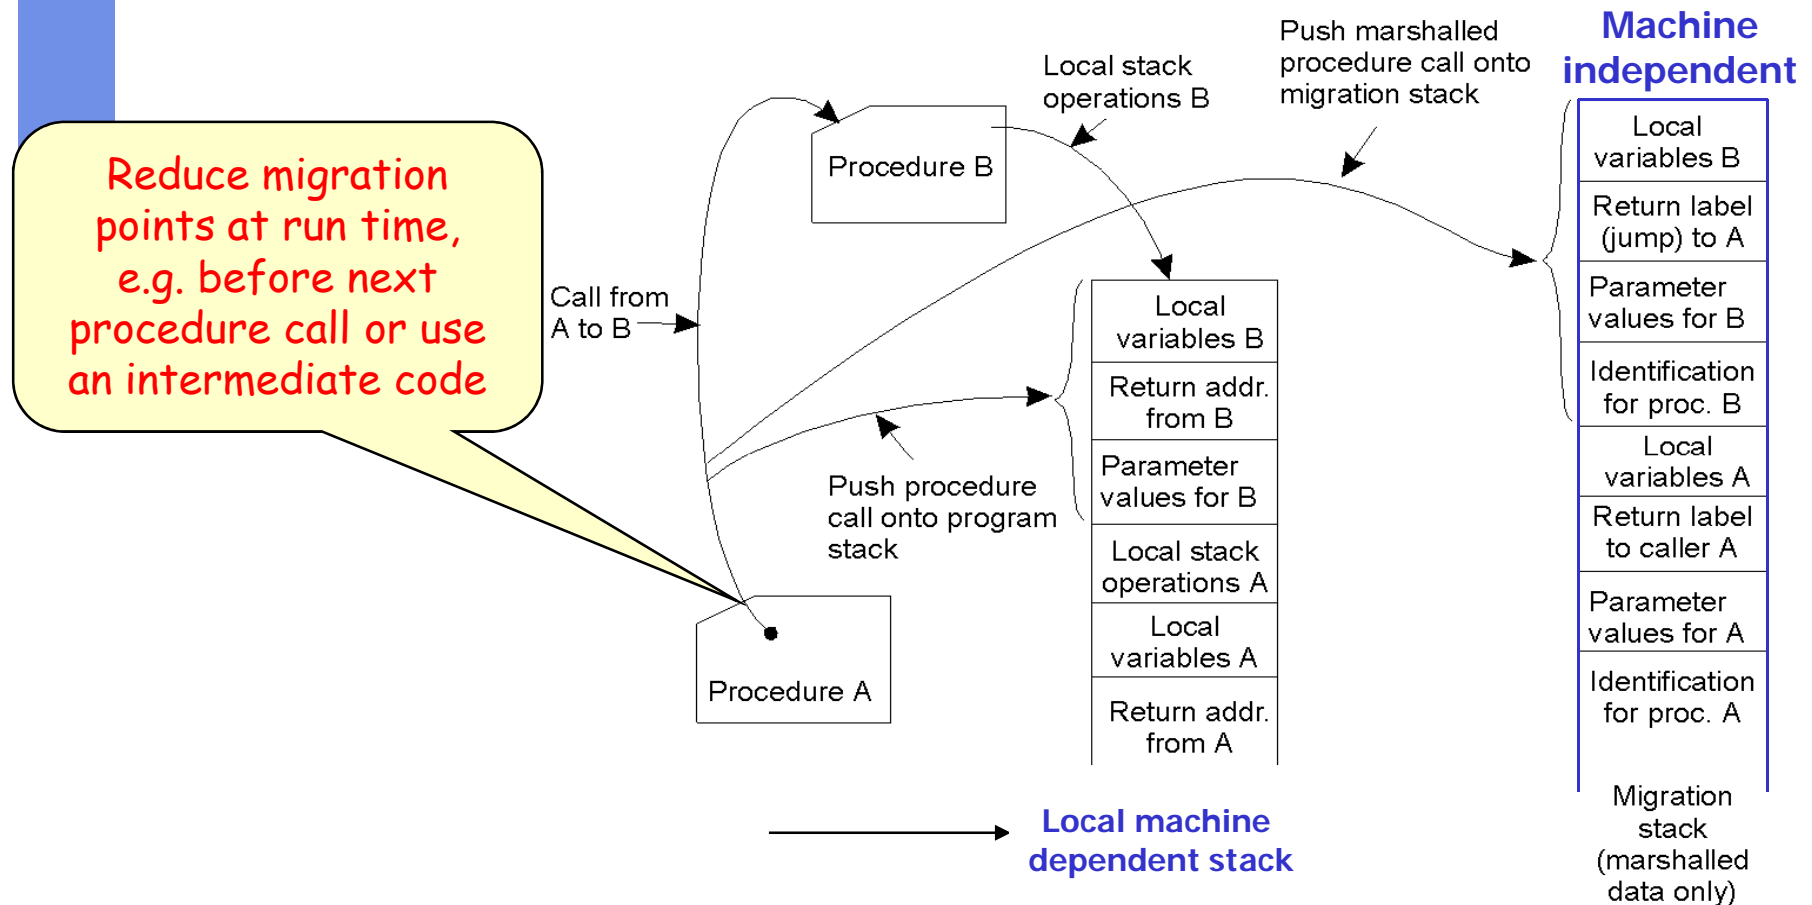 Reduce migration
points at run time,
e.g. before next
procedure call or use
an intermediate code
Call from
A to B
Procedure B
Local stack
operations B
Push marshalled
procedure call onto
migration stack
Procedure A
Push procedure
call onto program
stack
Local
variables B
Return addr.
from B
Parameter
values for B
Local stack
operations A
Local
variables A
Return addr.
from A
Local machine
dependent stack
Machine
independent
Local
variables B
Return label
(jump) to A
Parameter
values for B
Identification
for proc. B
Local
variables A
Return label
to caller A
Parameter
values for A
Identification
for proc. A
Migration
stack
(marshalled
data only)